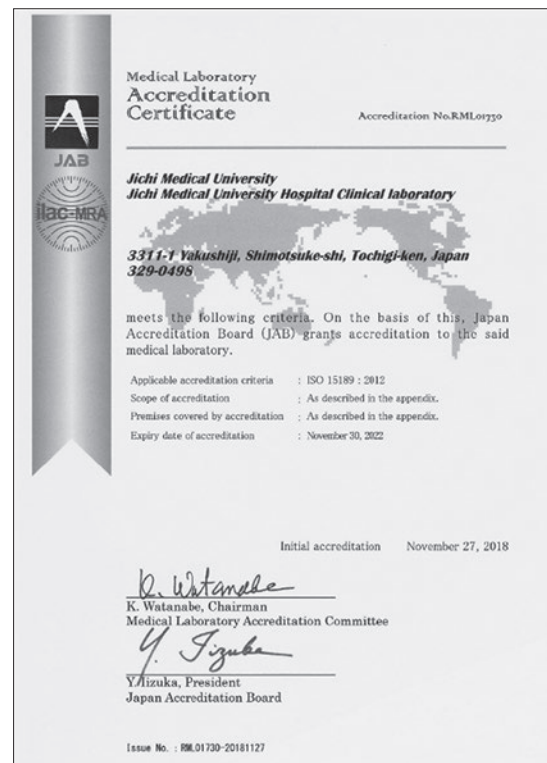 Medical Laboratory
Accreditation
Certificate
Accreditation No.RML01730
JAB
ilac-MRA
Jichi Medical University
Jichi Medical University Hospital Clinical laboratory
3311-1 Yakushiji, Shimotsuke-shi, Tochigi-ken, Japan
329-0498
meets the following criteria. On the basis of this, Japan
Accreditation Board (JAB) grants accreditation to the said
medical laboratory.
Applicable accreditation criteria : ISO 15189 : 2012
Scope of accreditation : As described in the appendix.
Premises covered by accreditation : As described in the appendix.
Expiry date of accreditation : November 30, 2022
Initial accreditation November 27, 2018
K. Watanabe
K. Watanabe, Chairman
Medical Laboratory Accreditation Committee
Y. Iizuka
Y. Iizuka, President
Japan Accreditation Board
Issue No. : RML01730-20181127